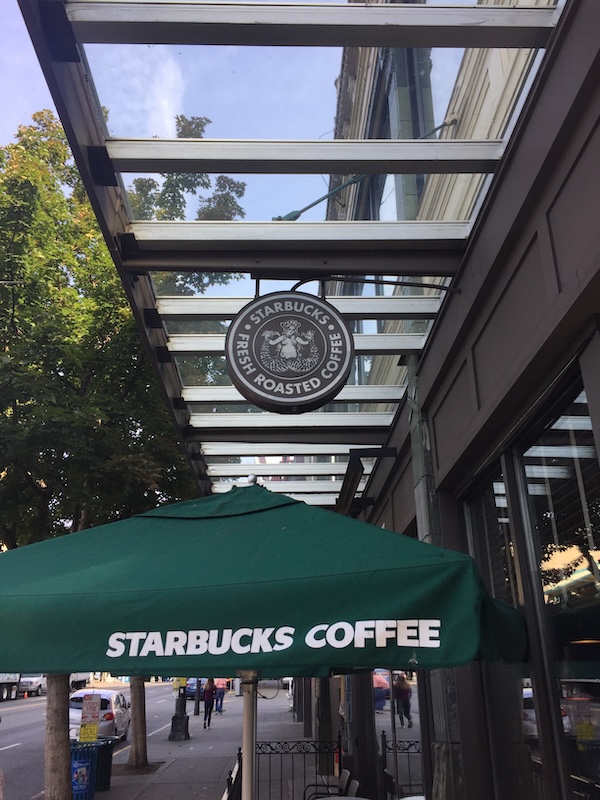 • STARBUCKS •
FRESH ROASTED COFFEE
STARBUCKS COFFEE